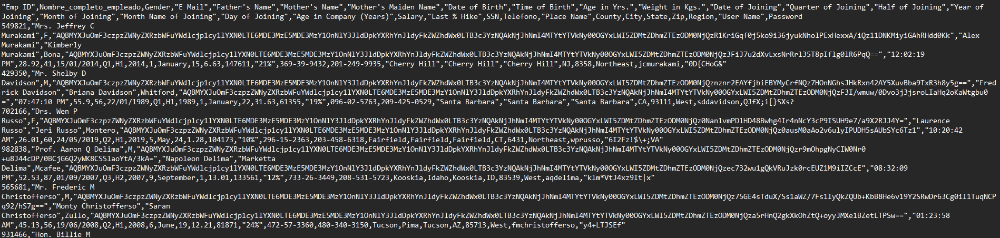 "Emp ID",Nombre_completo_empleado,Gender,"E Mail","Father's Name","Mother's Name","Mother's Maiden Name","Date of Birth","Time of Birth","Age in Yrs.","Weight in Kgs.","Date of Joining","Quarter of Joining","Half of Joining","Year of
Joining","Month of Joining","Month Name of Joining","Day of Joining","Age in Company (Years)",Salary,"Last % Hike",SSN,Telefono,"Place Name",County,City,State,Zip,Region,"User Name",Password
549821,"Mrs. Jeffrey C
Murakami",F,"AQBMYXJuOmF3czpzZWNyZXRzbWFuYWdlcjp1cy1lYXN0LTE6MDE3MzE5MDE3MzY1OnNlY3JldDpkYXRhYnJldyFkZWZhdWx0LTB3c3YzNQAkNjJhNmI4MTYtYTVkNy00OGYxLWI5ZDMtZDhmZTEzODM0NjQzR1KriGqf0j5ko9i36jyukNholPExHexxA/iQz11DNKMiyiGAhRHdd0Kk","Alex
Murakami","Kimberly
Murakami",Bona,"AQBMYXJuOmF3czpzZWNyZXRzbWFuYWdlcjp1cy1lYXN0LTE6MDE3MzE5MDE3MzY1OnNlY3JldDpkYXRhYnJldyFkZWZhdWx0LTB3c3YzNQAkNjJhNmI4MTYtYTVkNy00OGYxLWI5ZDMtZDhmZTEzODM0NjQz3FiJ7u2dXvLxsNrRrl35T8pIflg0lR6PqQ==","12:02:19
PM",28.92,41,15/01/2014,Q1,H1,2014,1,January,15,6.63,147611,"21%",369-39-9432,201-249-9935,"Cherry Hill","Cherry Hill","Cherry Hill",NJ,8358,Northeast,jcmurakami,"0D{CHoG&"
429350,"Mr. Shelby D
Davidson",M,"AQBMYXJuOmF3czpzZWNyZXRzbWFuYWdlcjp1cy1lYXN0LTE6MDE3MzE5MDE3MzY1OnNlY3JldDpkYXRhYnJldyFkZWZhdWx0LTB3c3YzNQAkNjJhNmI4MTYtYTVkNy00OGYxLWI5ZDMtZDhmZTEzODM0NjQznznr2EAYfjbiEBYMyCrfNQz7HOnNGhsJHkRxn42AY5XuvBba9TxR3h8y5g==","Fred
rick Davidson","Briana Davidson",Whitford,"AQBMYXJuOmF3czpzZWNyZXRzbWFuYWdlcjp1cy1lYXN0LTE6MDE3MzE5MDE3MzY1OnNlY3JldDpkYXRhYnJldyFkZWZhdWx0LTB3c3YzNQAkNjJhNmI4MTYtYTVkNy00OGYxLWI5ZDMtZDhmZTEzODM0NjQzF3I/wmuw/0Dvo3j3jsroLIaHq2oKaWtgbu0
=","07:47:10 PM",55.9,56,22/01/1989,Q1,H1,1989,1,January,22,31.63,61355,"19%",096-02-5763,209-425-0529,"Santa Barbara","Santa Barbara","Santa Barbara",CA,93111,West,sddavidson,QJfX;i[}SXs?
702166,"Drs. Wen P
Russo",F,"AQBMYXJuOmF3czpzZWNyZXRzbWFuYWdlcjp1cy1lYXN0LTE6MDE3MzE5MDE3MzY1OnNlY3JldDpkYXRhYnJldyFkZWZhdWx0LTB3c3YzNQAkNjJhNmI4MTYtYTVkNy00OGYxLWI5ZDMtZDhmZTEzODM0NjQz0Nan1vmPDlHD48Bwhg4Ir4nNcY3cP9ISUH9e7/a9X2RJJ4Y=","Laurence
Russo","Jeri Russo",Montero,"AQBMYXJuOmF3czpzZWNyZXRzbWFuYWdlcjp1cy1lYXN0LTE6MDE3MzE5MDE3MzY1OnNlY3JldDpkYXRhYnJldyFkZWZhdWx0LTB3c3YzNQAkNjJhNmI4MTYtYTVkNy00OGYxLWI5ZDMtZDhmZTEzODM0NjQz0ausM0aAo2v6ulyIPUDH5sAUbSYc6Tz1","10:20:42
AM",26.01,60,24/05/2019,Q2,H1,2019,5,May,24,1.28,104173,"10%",296-15-2363,203-458-6318,Fairfield,Fairfield,Fairfield,CT,6431,Northeast,wprusso,"6I2Fz!$\+;VA"
982838,"Prof. Aaron Q Delima",M,"AQBMYXJuOmF3czpzZWNyZXRzbWFuYWdlcjp1cy1lYXN0LTE6MDE3MzE5MDE3MzY1OnNlY3JldDpkYXRhYnJldyFkZWZhdWx0LTB3c3YzNQAkNjJhNmI4MTYtYTVkNy00OGYxLWI5ZDMtZDhmZTEzODM0NjQzr9mOhpgNyCIW0Nr0
+u8J44cDP/0BCjG6Q2yWK8CSSlaoYtA/3kA=","Napoleon Delima","Marketta
Delima",Mcafee,"AQBMYXJuOmF3czpzZWNyZXRzbWFuYWdlcjp1cy1lYXN0LTE6MDE3MzE5MDE3MzY1OnNlY3JldDpkYXRhYnJldyFkZWZhdWx0LTB3c3YzNQAkNjJhNmI4MTYtYTVkNy00OGYxLWI5ZDMtZDhmZTEzODM0NjQzec732wu1gQkVRuJzk0rcEUZ1M9iIZCcE","08:32:09
PM",52.53,87,01/09/2007,Q3,H2,2007,9,September,1,13.01,133561,"12%",733-26-3449,208-531-5723,Kooskia,Idaho,Kooskia,ID,83539,West,aqdelima,"klm*VtJ4xz9It|x"
565681,"Mr. Frederic M
Christofferso",M,"AQBMYXJuOmF3czpzZWNyZXRzbWFuYWdlcjp1cy1lYXN0LTE6MDE3MzE5MDE3MzY1OnNlY3JldDpkYXRhYnJldyFkZWZhdWx0LTB3c3YzNQAkNjJhNmI4MTYtYTVkNy00OGYxLWI5ZDMtZDhmZTEzODM0NjQz75GE4sTduX/Ss1aWZ/7Fs1IyQkZQUb+KbB8He6v19Y2SRwDr63Cg0iI1TuqNCP
q92/hS7g==","Monty Christofferso","Saran
Christofferso",Zullo,"AQBMYXJuOmF3czpzZWNyZXRzbWFuYWdlcjp1cy1lYXN0LTE6MDE3MzE5MDE3MzY1OnNlY3JldDpkYXRhYnJldyFkZWZhdWx0LTB3c3YzNQAkNjJhNmI4MTYtYTVkNy00OGYxLWI5ZDMtZDhmZTEzODM0NjQza5rHnQ2gkXkOhZtQ+oyyJMXe1BZetLTPSw==","01:23:58
AM",45.13,56,19/06/2008,Q2,H1,2008,6,June,19,12.21,81871,"24%",472-57-3360,480-340-3150,Tucson,Pima,Tucson,AZ,85713,West,fmchristofferso,"y4+LTJSEf"
931466,"Hon. Billie M